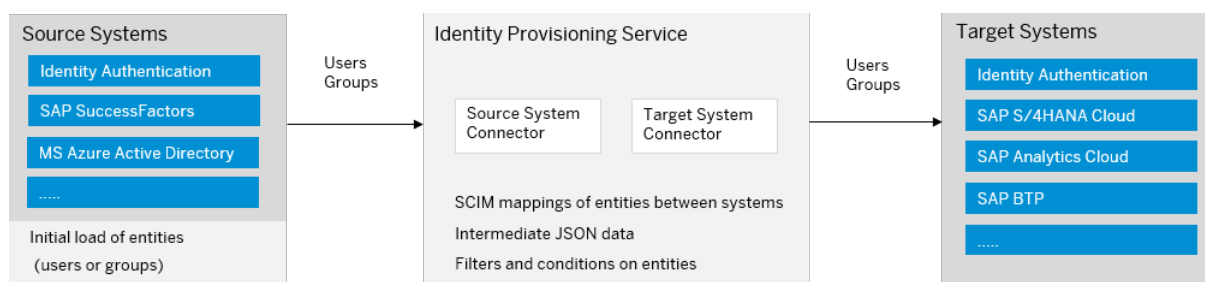 Source Systems
Identity Authentication
SAP SuccessFactors
MS Azure Active Directory
.....
Initial load of entities
(users or groups)
Users
Groups
Identity Provisioning Service
Source System
Connector
Target System
Connector
SCIM mappings of entities between systems
Intermediate JSON data
Filters and conditions on entities
Users
Groups
Target Systems
Identity Authentication
SAP S/4HANA Cloud
SAP Analytics Cloud
SAP BTP
.....